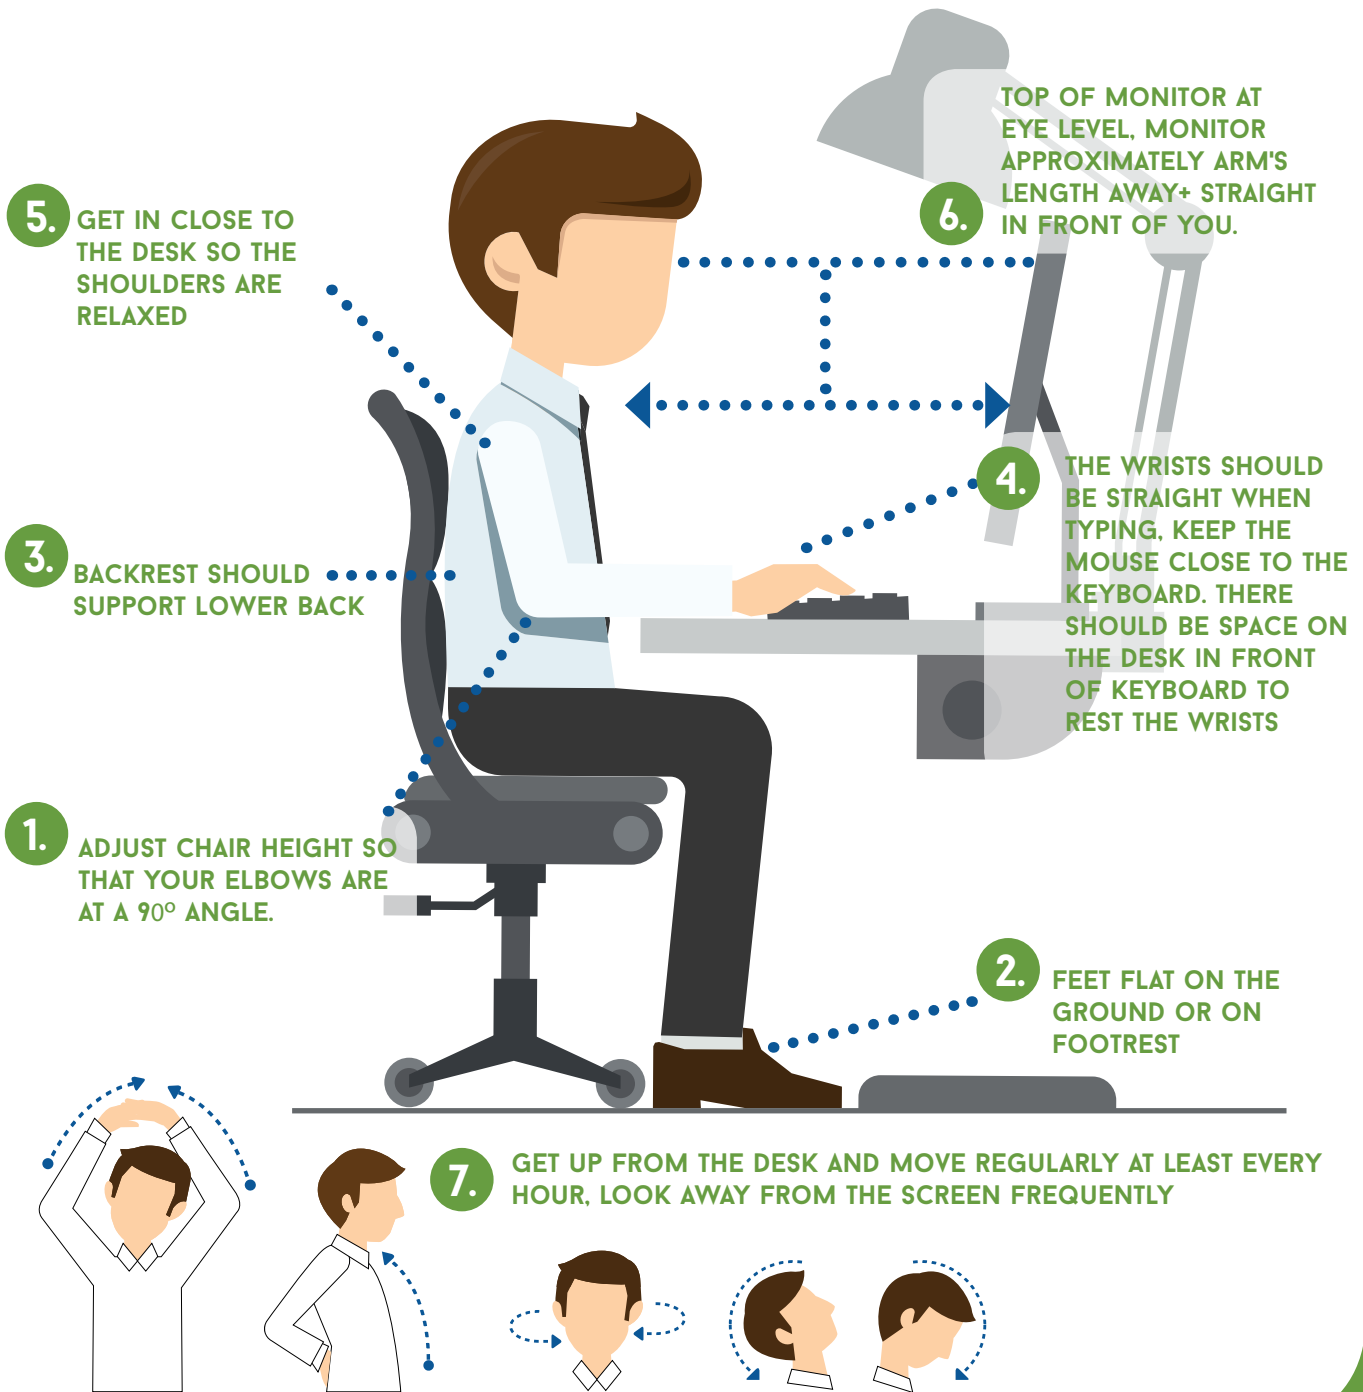 TOP OF MONITOR AT
EYE LEVEL, MONITOR
APPROXIMATELY ARM'S
LENGTH AWAY+ STRAIGHT
IN FRONT OF YOU.
6.
5.
GET IN CLOSE TO
THE DESK SO THE
SHOULDERS ARE
RELAXED
4.
THE WRISTS SHOULD
BE STRAIGHT WHEN
TYPING, KEEP THE
MOUSE CLOSE TO THE
KEYBOARD. THERE
SHOULD BE SPACE ON
THE DESK IN FRONT
OF KEYBOARD TO
REST THE WRISTS
3.
BACKREST SHOULD
SUPPORT LOWER BACK
1.
ADJUST CHAIR HEIGHT SO
THAT YOUR ELBOWS ARE
AT A 90º ANGLE.
2.
FEET FLAT ON THE
GROUND OR ON
FOOTREST
7.
GET UP FROM THE DESK AND MOVE REGULARLY AT LEAST EVERY
HOUR, LOOK AWAY FROM THE SCREEN FREQUENTLY